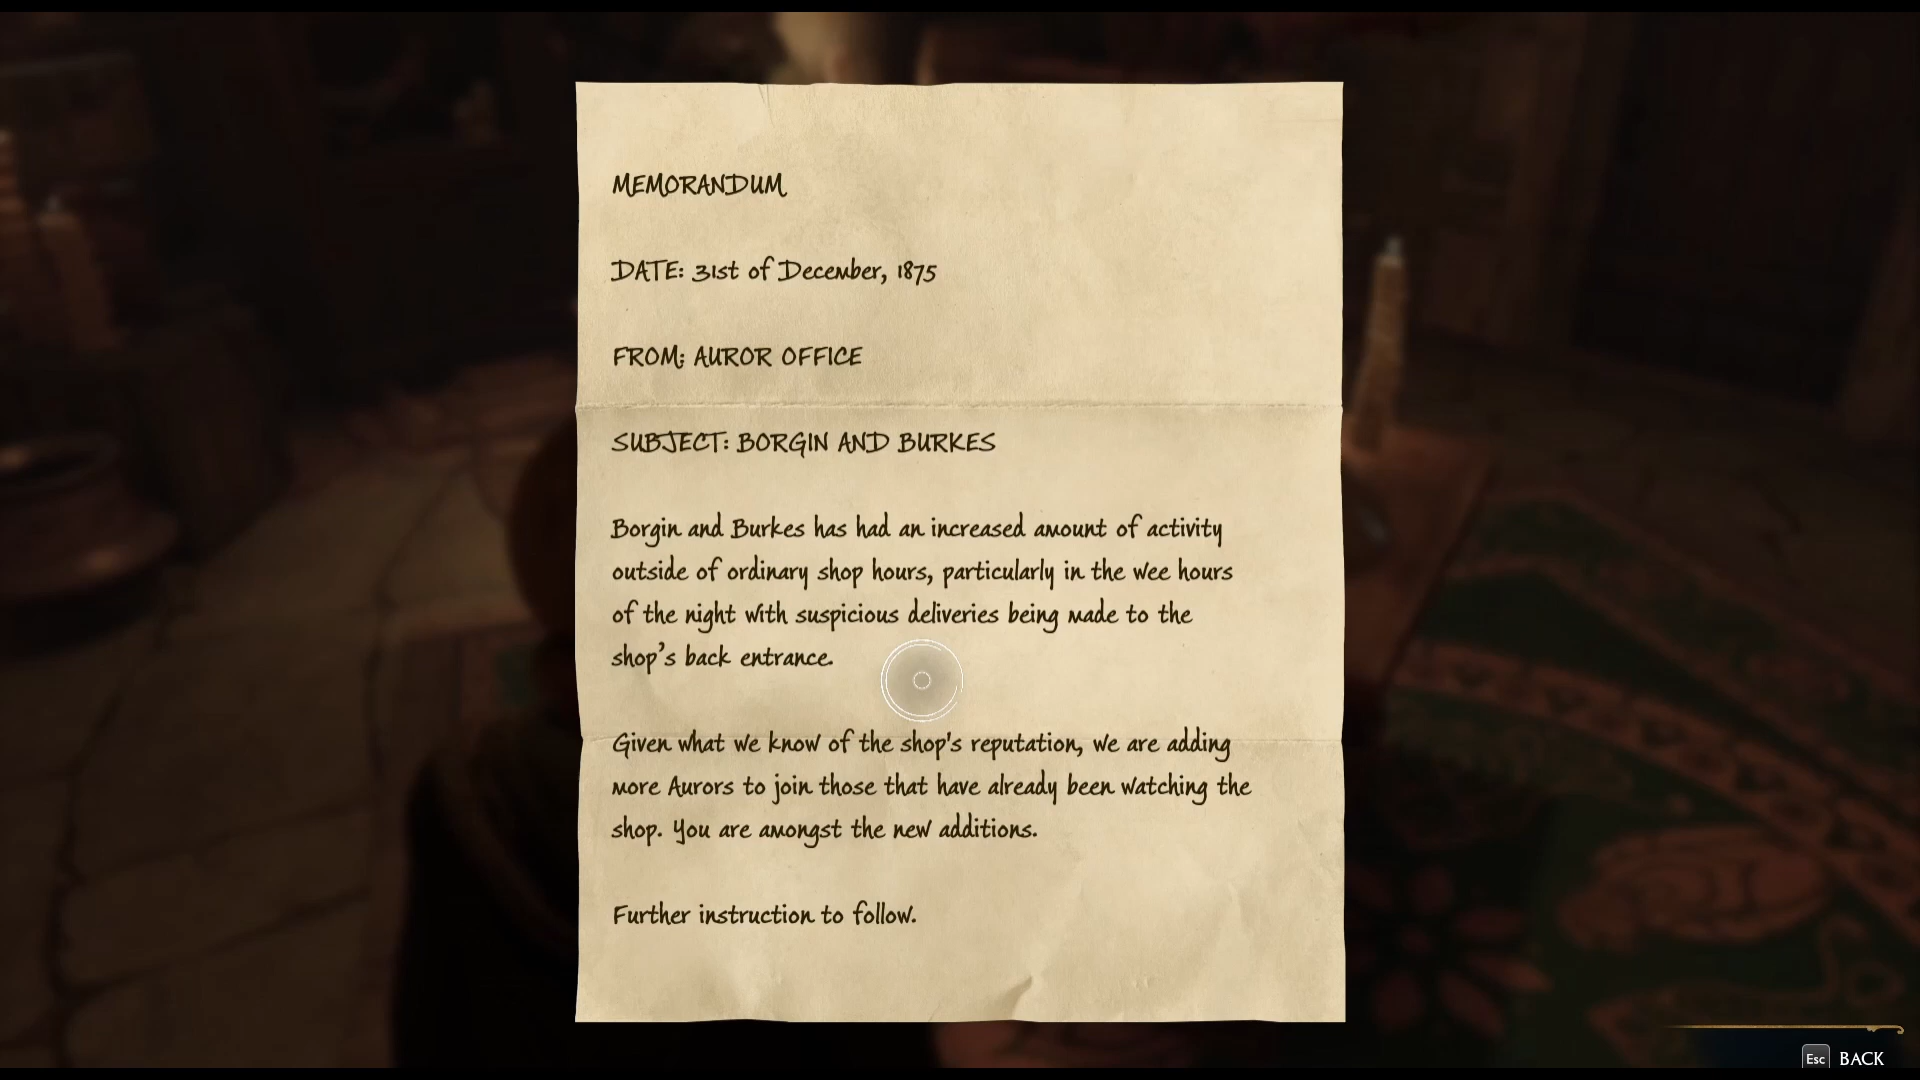 MEMORANDUM
DATE: 31st of December, 1875
FROM: AUROR OFFICE
SUBJECT: BORGIN AND BURKES
Borgin and Burkes has had an increased amount of activity
outside of ordinary shop hours, particularly in the wee hours
of the night with suspicious deliveries being made to the
shop's back entrance.
Given what we know of the shop's reputation, we are adding
more Aurors to join those that have already been watching the
shop. You are amongst the new additions.
Further instruction to follow.
Esc BACK